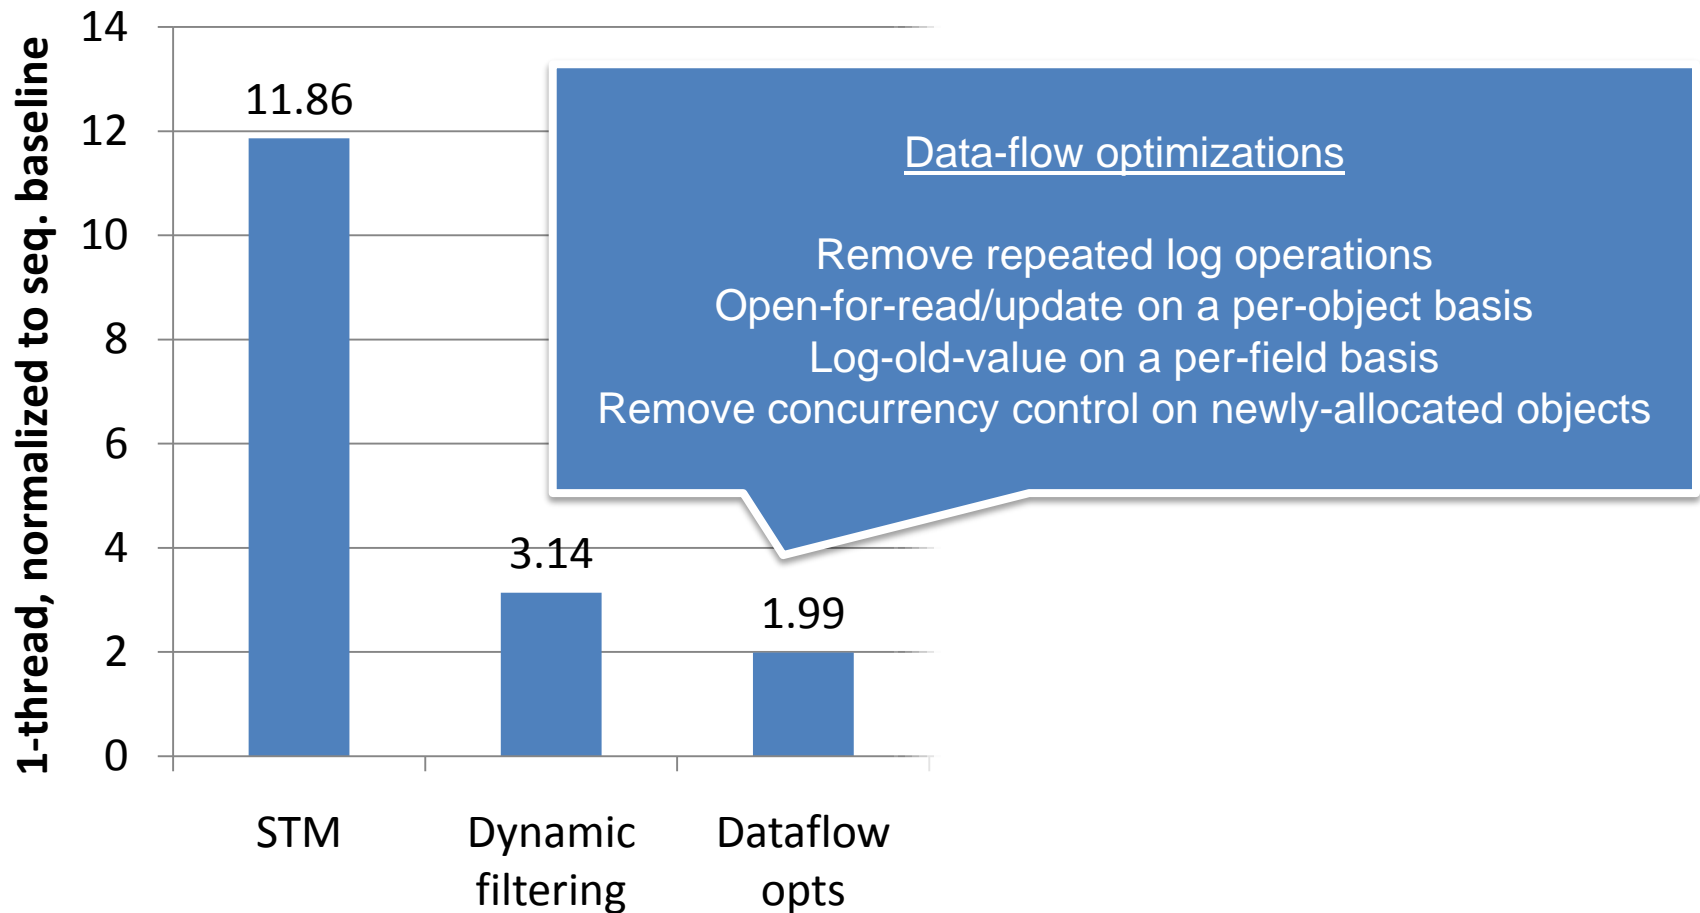 1-thread, normalized to seq. baseline
14
12
10
8
6
4
2
0
11.86
3.14
1.99
Data-flow optimizations
Remove repeated log operations
Open-for-read/update on a per-object basis
Log-old-value on a per-field basis
Remove concurrency control on newly-allocated objects
STM
Dynamic
filtering
Dataflow
opts